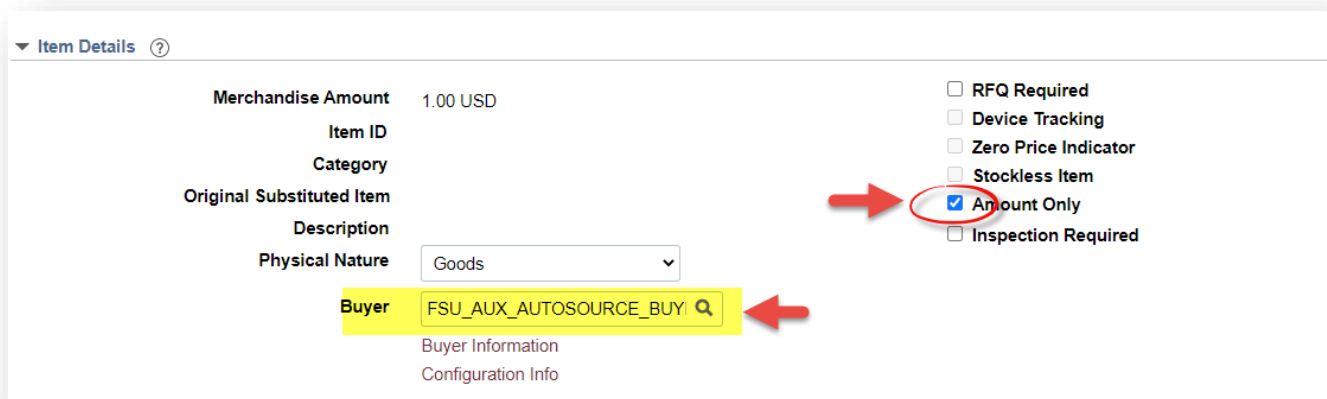 Item Details ?
Merchandise Amount 1.00 USD
Item ID
Category
Original Substituted Item
Description
Physical Nature Goods
Buyer FSU_AUX_AUTOSOURCE_BUY
Buyer Information
Configuration Info
RFQ Required
Device Tracking
Zero Price Indicator
Stockless Item
Amount Only
Inspection Required